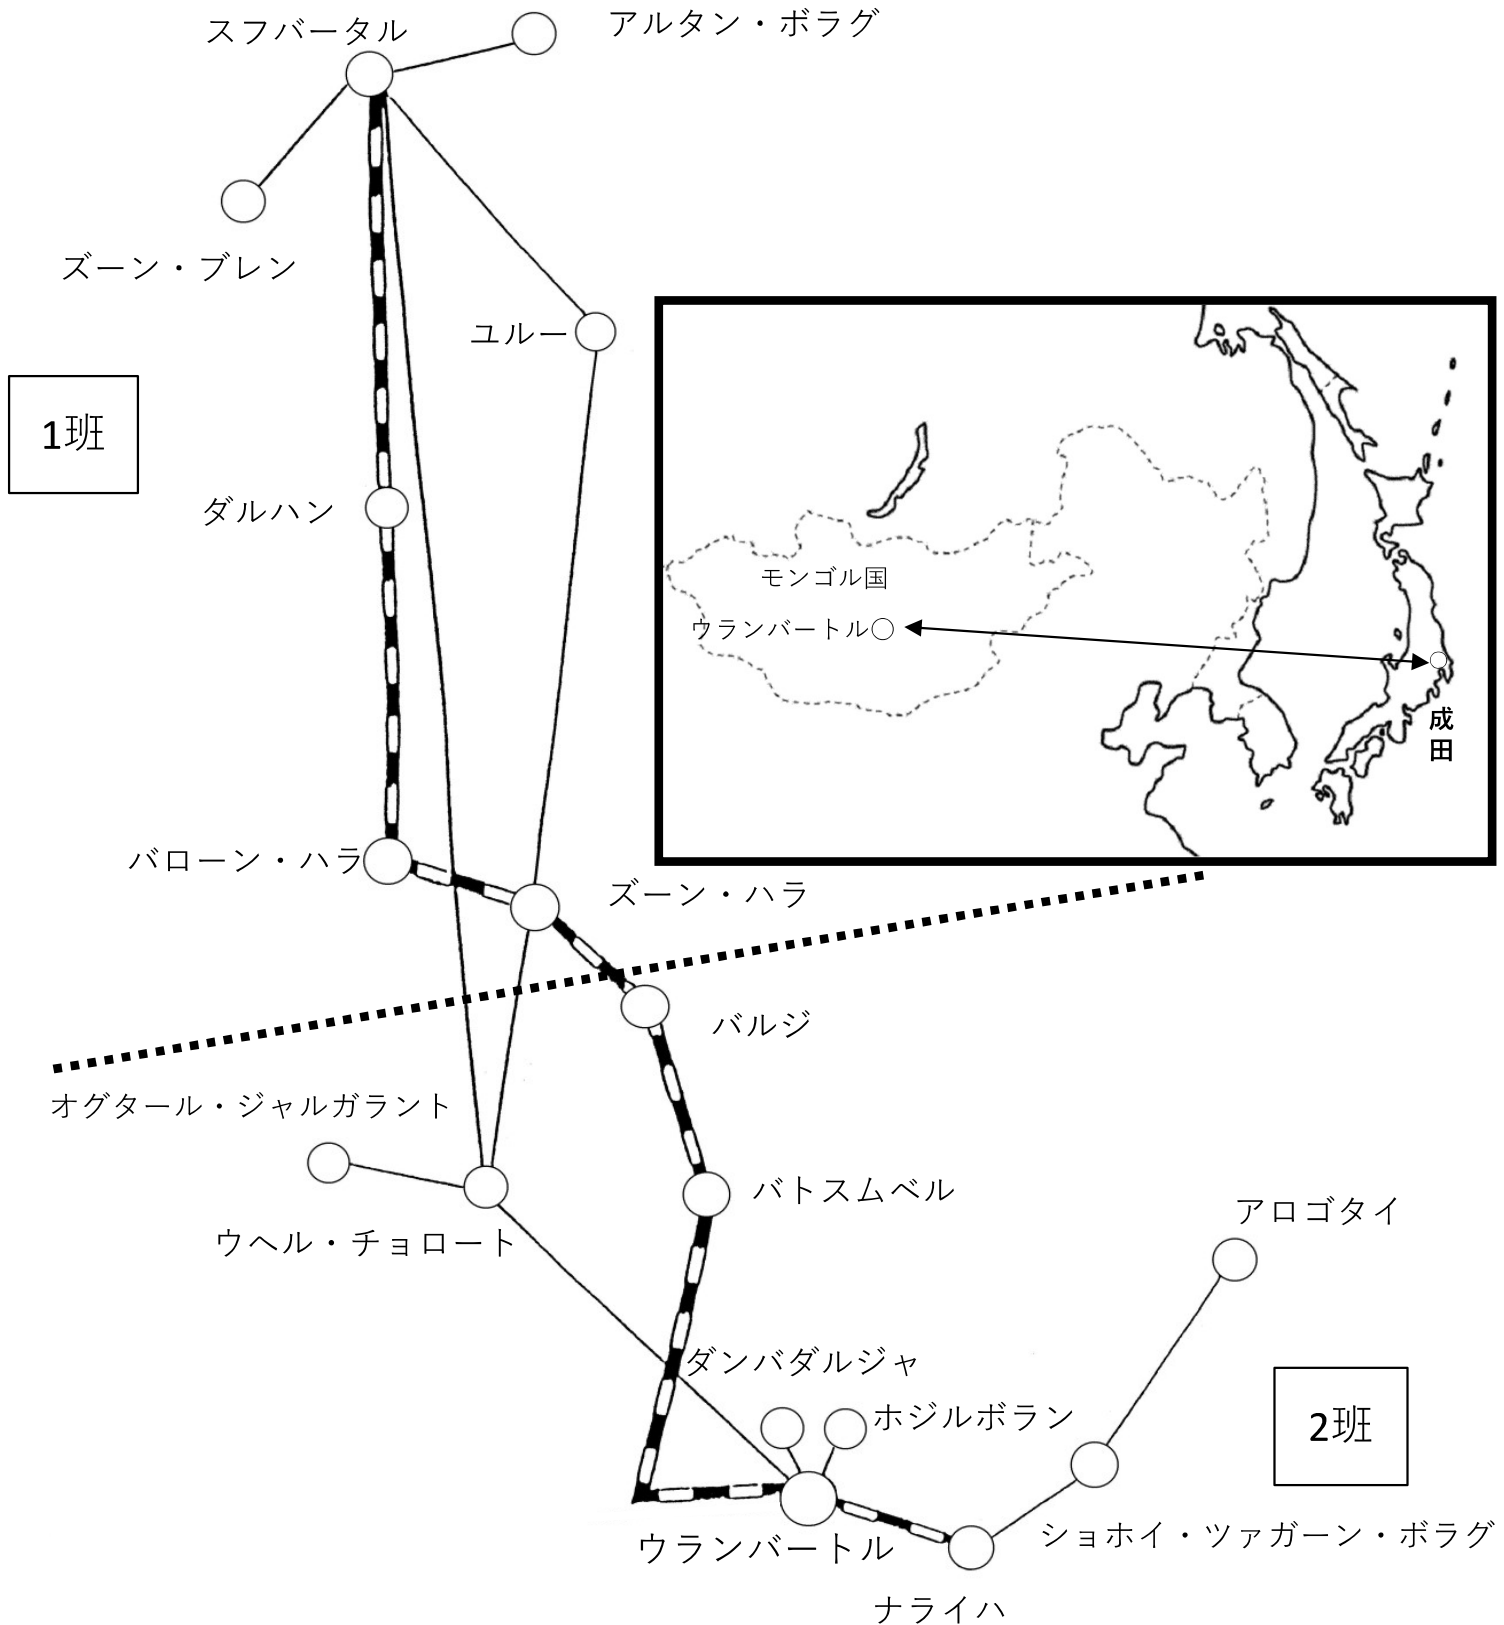 スフバータル
アルタン・ボラグ
ズーン・ブレン
ユルー
1班
ダルハン
モンゴル国
ウランバートル
成田
バローン・ハラ
ズーン・ハラ
バルジ
オグタール・ジャルガラント
バトスムベル
ウヘル・チョロート
アロゴタイ
ダンバダルジャ
ホジルボラン
2班
ショホイ・ツァガーン・ボラグ
ウランバートル
ナライハ